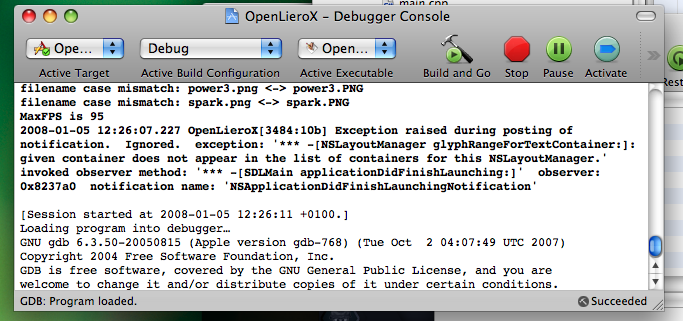 main.cpp
OpenLieroX – Debugger Console
Ope...
Debug
Open...
Active Target
Active Build Configuration
Active Executable
Build and Go
Stop
Pause
Activate
Rest
filename case mismatch: power3.png <-> power3.PNG
filename case mismatch: spark.png <-> spark.PNG
MaxFPS is 95
2008-01-05 12:26:07.227 OpenLieroX[3484:10b] Exception raised during posting of
notification.  Ignored.  exception: '*** -[NSLayoutManager glyphRangeForTextContainer:]:
given container does not appear in the list of containers for this NSLayoutManager.'
invoked observer method: '*** -[SDLMain applicationDidFinishLaunching:]'  observer:
0x8237a0  notification name: 'NSApplicationDidFinishLaunchingNotification'
[Session started at 2008-01-05 12:26:11 +0100.]
Loading program into debugger…
GNU gdb 6.3.50-20050815 (Apple version gdb-768) (Tue Oct  2 04:07:49 UTC 2007)
Copyright 2004 Free Software Foundation, Inc.
GDB is free software, covered by the GNU General Public License, and you are
welcome to change it and/or distribute copies of it under certain conditions.
GDB: Program loaded.
Succeeded